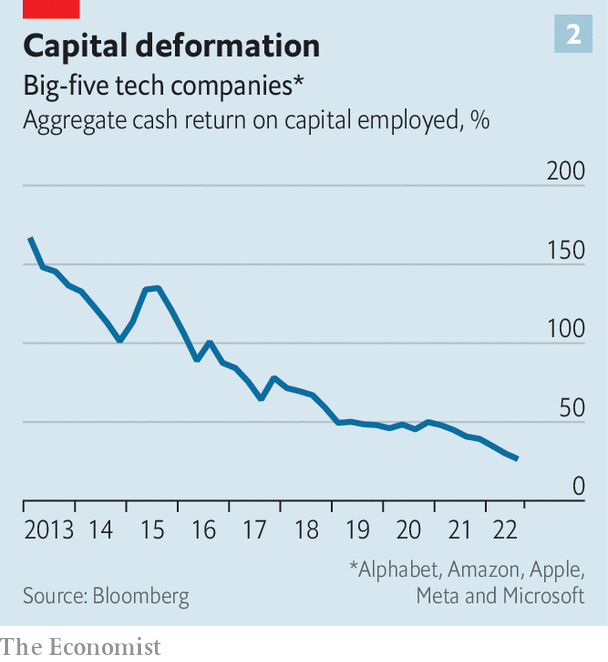 Capital deformation
2
Big-five tech companies*
Aggregate cash return on capital employed, %
200
150
100
50
0
2013 14 15 16 17 18 19 20 21 22
*Alphabet, Amazon, Apple,
Source: Bloomberg Meta and Microsoft
The Economist